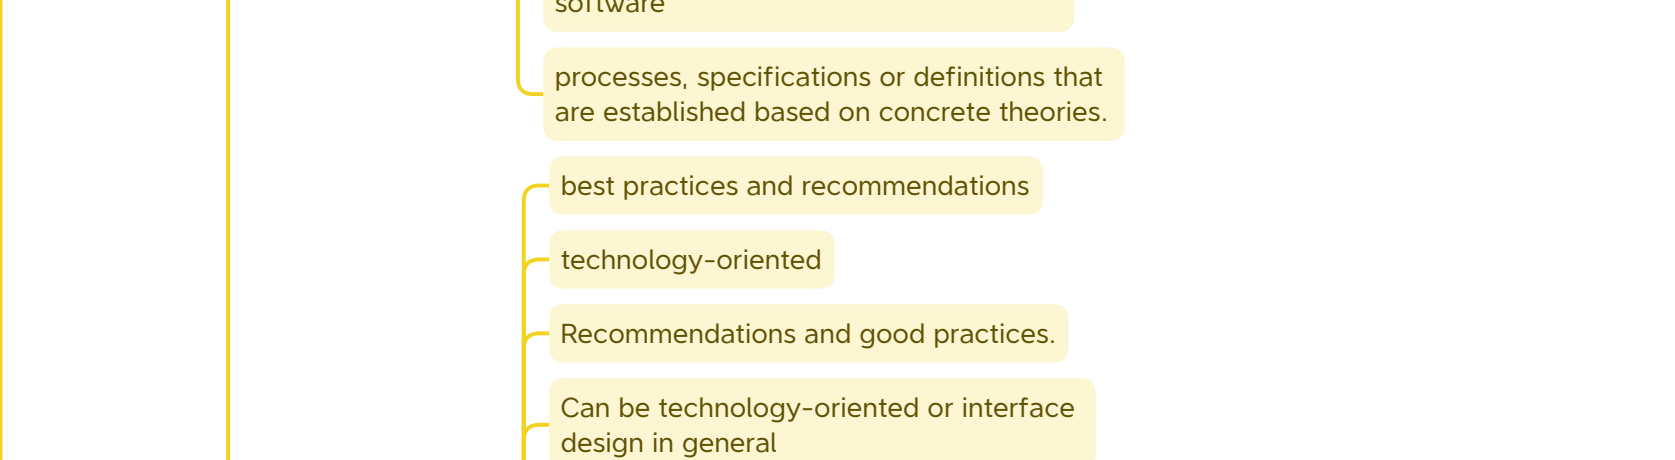 software
processes, specifications or definitions that
are established based on concrete theories.
best practices and recommendations
technology-oriented
Recommendations and good practices.
Can be technology-oriented or interface
design in general